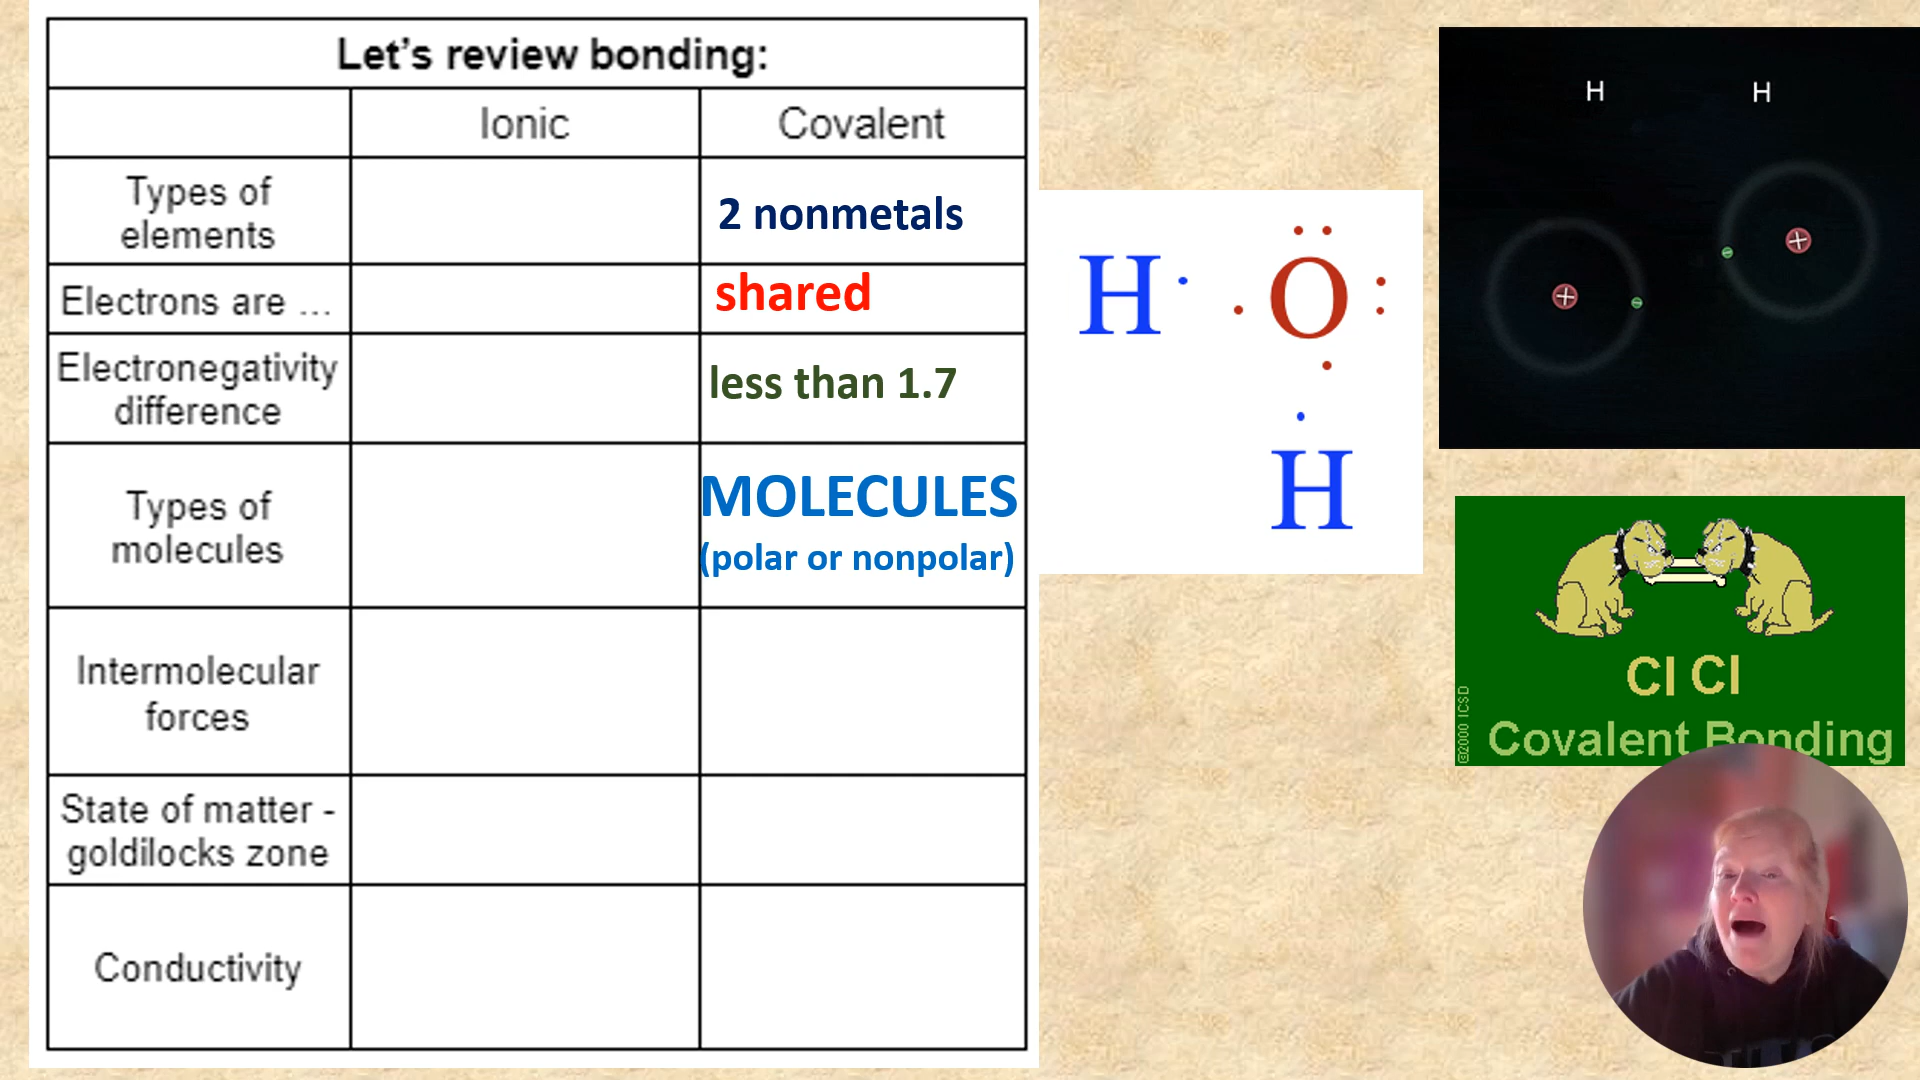 Let's review bonding:
Ionic
Covalent
Types of
elements
2 nonmetals
Electrons are ...
shared
Electronegativity
difference
less than 1.7
Types of
molecules
MOLECULES
(polar or nonpolar)
Intermolecular
forces
State of matter -
goldilocks zone
Conductivity
H O
H
H H
Cl Cl
Covalent Bonding
©2000 ICSD